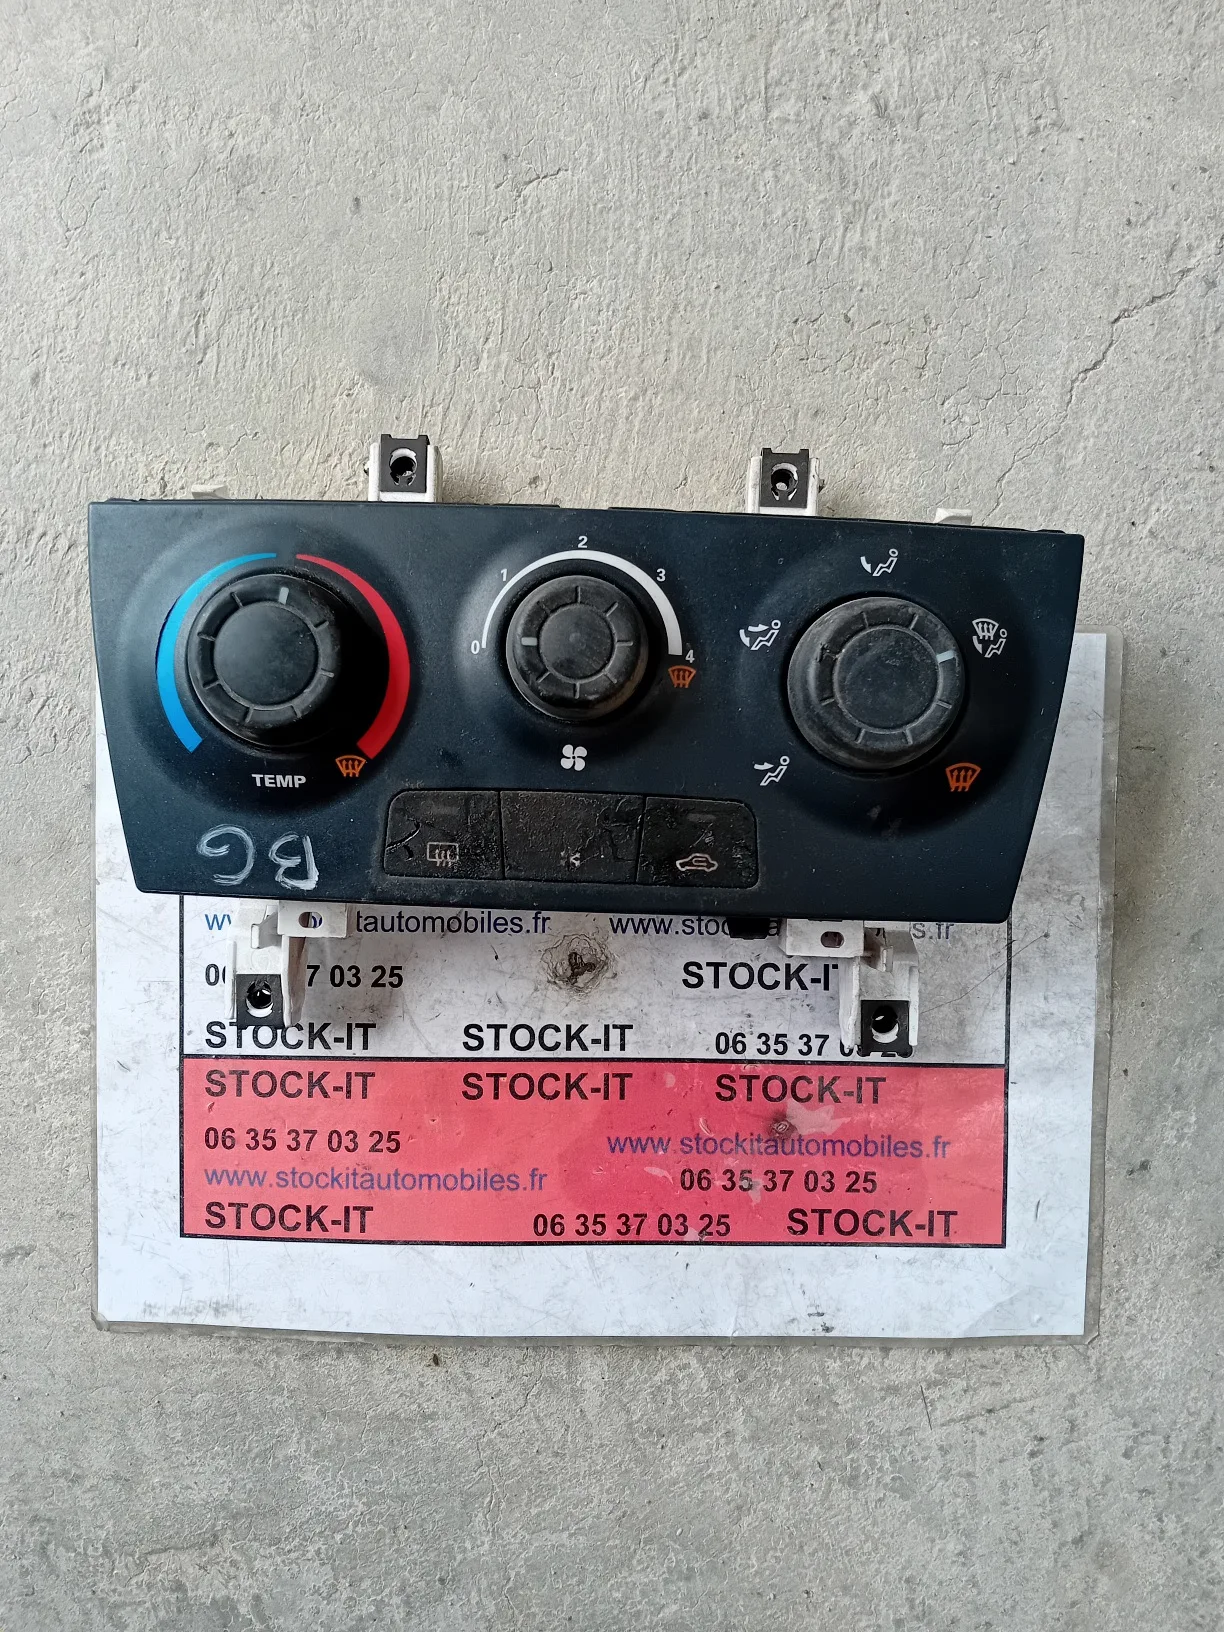 2
1 3
0 4
TEMP
BG
tautomobiles.fr www.stoc s.fr
7 03 25 STOCK-IT
STOCK-IT STOCK-IT 06 35 37
STOCK-IT STOCK-IT STOCK-IT
06 35 37 03 25 www.stockitautomobiles.fr
www.stockitautomobiles.fr 06 35 37 03 25
STOCK-IT 06 35 37 03 25 STOCK-IT